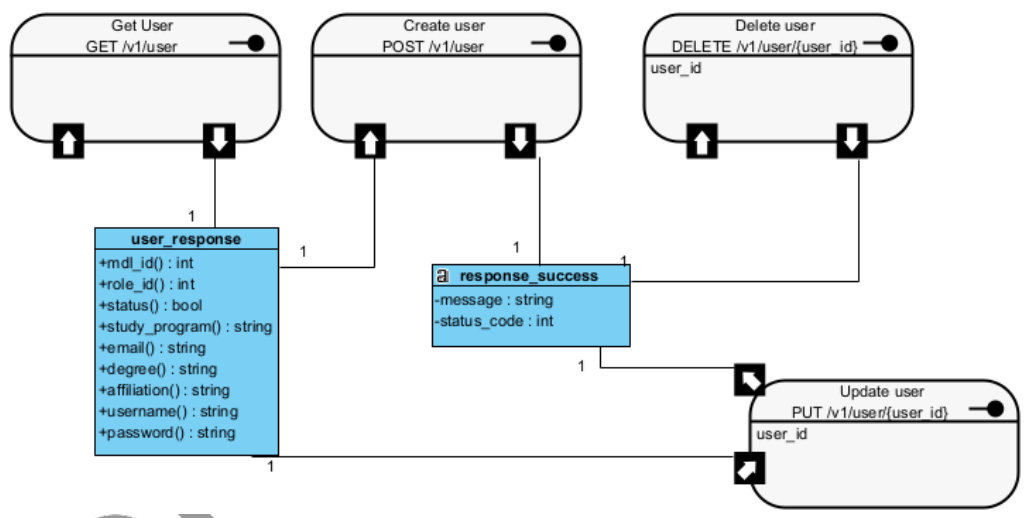 Get User
GET /v1/user
Create user
POST /v1/user
Delete user
DELETE /v1/user/{user_id}
user_id
1
user_response
+mdl_id() : int
+role_id() : int
+status() : bool
+study_program() : string
+email() : string
+degree() : string
+affiliation() : string
+username() : string
+password() : string
1
1
1
a response_success
-message : string
-status_code : int
1
Update user
PUT /v1/user/{user_id}
user_id
1